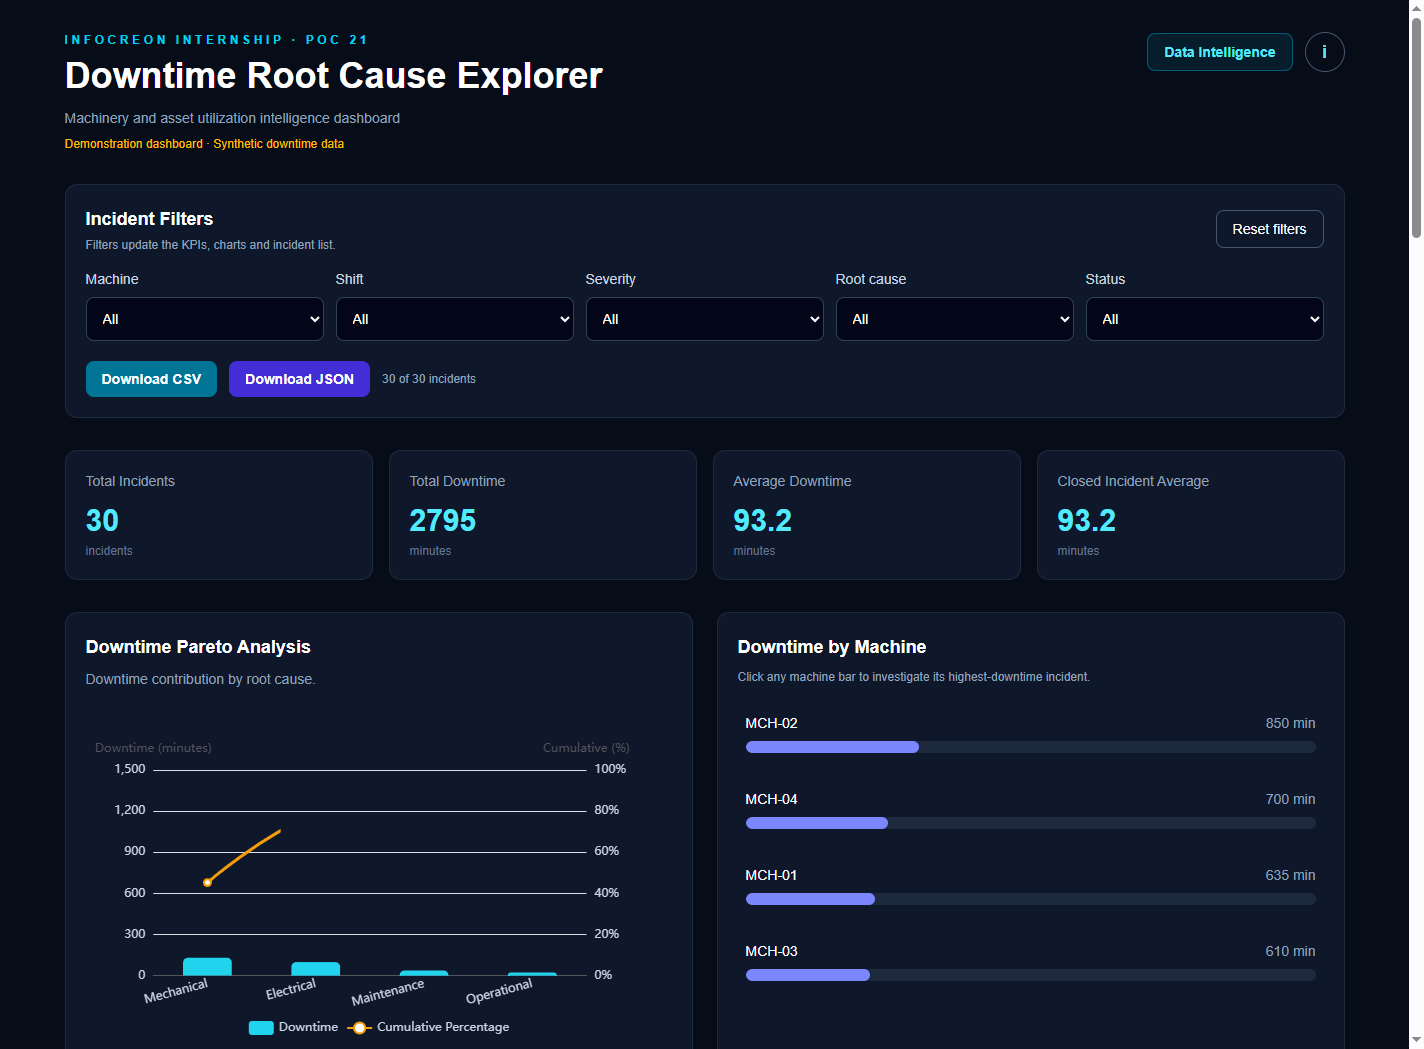 INFOCREON INTERNSHIP · POC 21
Downtime Root Cause Explorer
Machinery and asset utilization intelligence dashboard
Demonstration dashboard · Synthetic downtime data
Data Intelligence
i
Incident Filters
Filters update the KPIs, charts and incident list.
Reset filters
Machine
Shift
Severity
Root cause
Status
All
All
All
All
All
Download CSV
Download JSON
30 of 30 incidents
Total Incidents
30
incidents
Total Downtime
2795
minutes
Average Downtime
93.2
minutes
Closed Incident Average
93.2
minutes
Downtime Pareto Analysis
Downtime contribution by root cause.
Downtime (minutes)
Cumulative (%)
1,500
100%
1,200
80%
900
60%
600
40%
300
20%
0
0%
Mechanical
Electrical
Maintenance
Operational
Downtime
Cumulative Percentage
Downtime by Machine
Click any machine bar to investigate its highest-downtime incident.
MCH-02
850 min
MCH-04
700 min
MCH-01
635 min
MCH-03
610 min